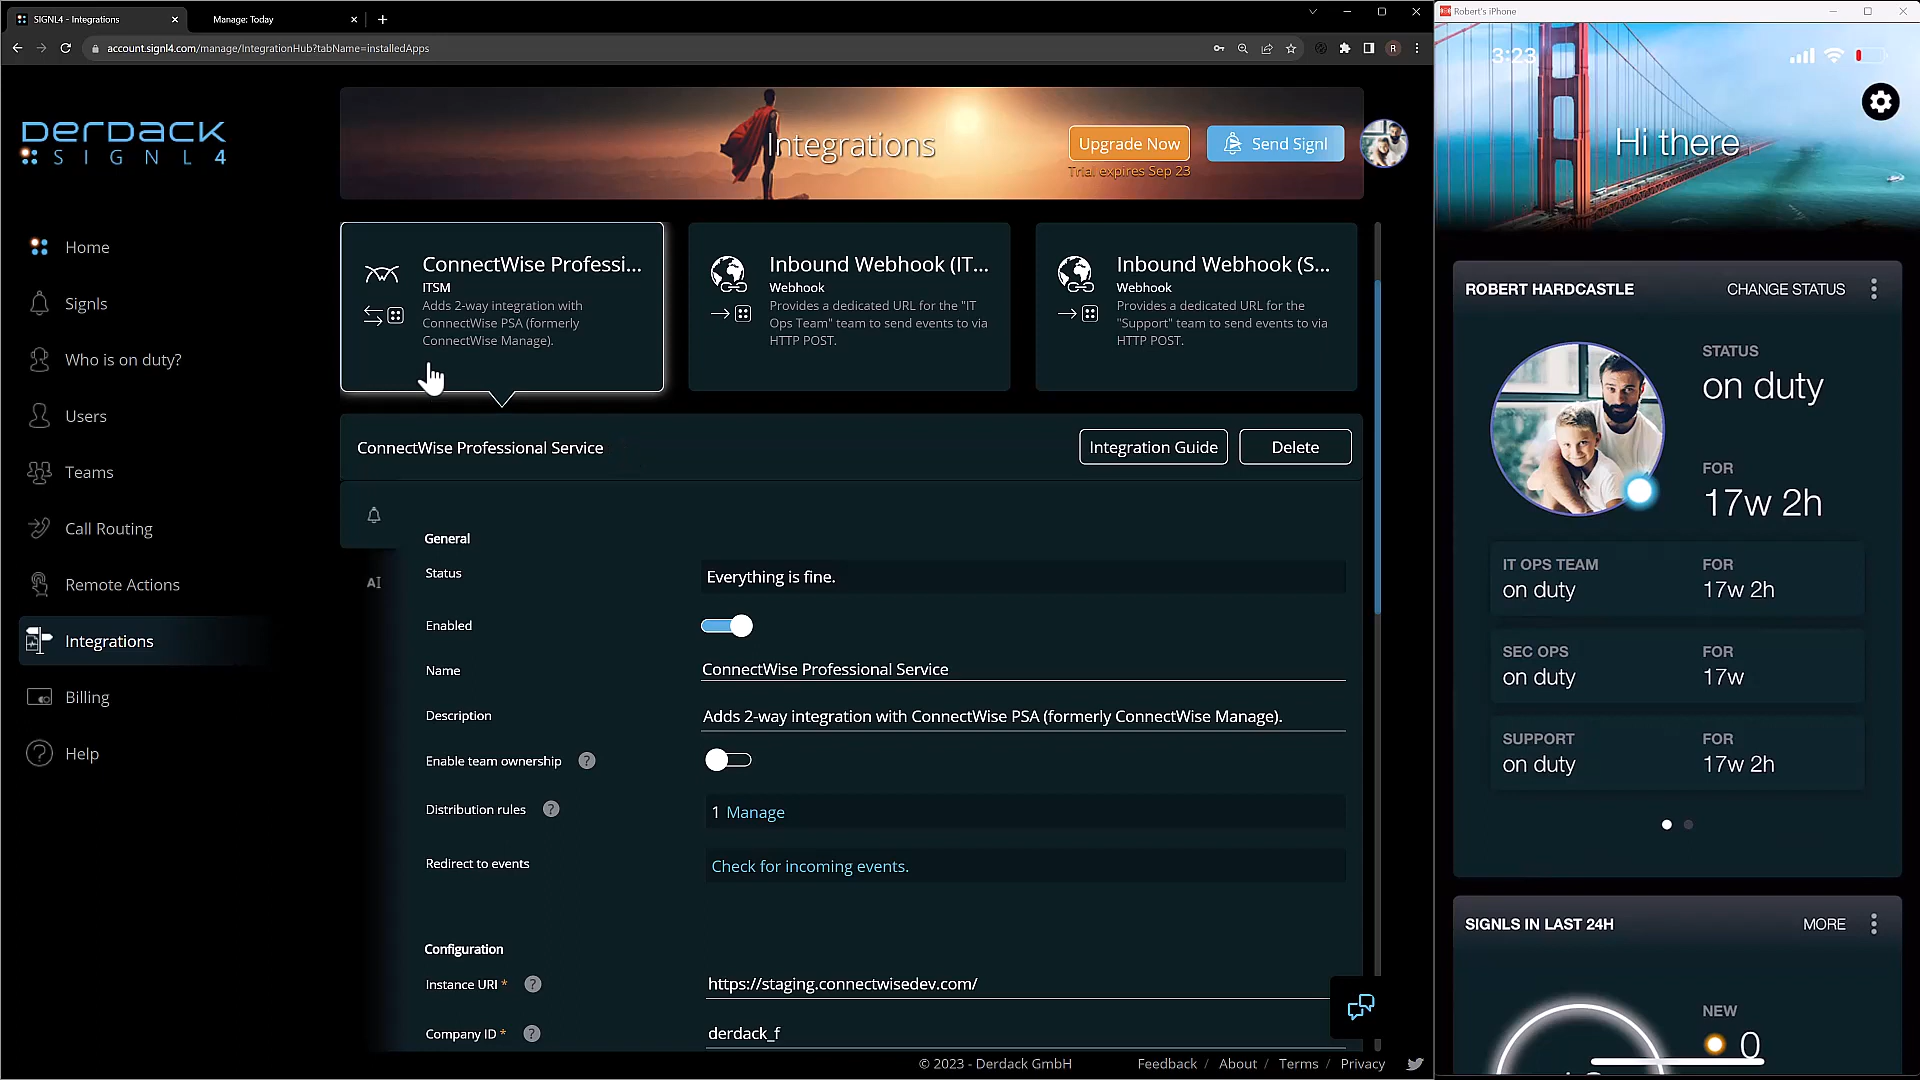 SIGNL4 - Integrations
Manage: Today
account.signl4.com/manage/IntegrationHub?tabName=installedApps
R
DERDACK
SIGNL4
Home
Signls
Who is on duty?
Users
Teams
Call Routing
Remote Actions
Integrations
Billing
Help
Integrations
Upgrade Now
Trial expires Sep 23
Send Signl
ConnectWise Professi...
ITSM
Adds 2-way integration with
ConnectWise PSA (formerly
ConnectWise Manage).
Inbound Webhook (IT...
Webhook
Provides a dedicated URL for the "IT
Ops Team" team to send events to via
HTTP POST.
Inbound Webhook (S...
Webhook
Provides a dedicated URL for the
"Support" team to send events to via
HTTP POST.
ConnectWise Professional Service
Integration Guide
Delete
AI
General
Status
Everything is fine.
Enabled
Name
ConnectWise Professional Service
Description
Adds 2-way integration with ConnectWise PSA (formerly ConnectWise Manage).
Enable team ownership ?
Distribution rules ?
1 Manage
Redirect to events
Check for incoming events.
Configuration
Instance URI * ?
https://staging.connectwisedev.com/
Company ID * ?
derdack_f
© 2023 - Derdack GmbH
Feedback / About / Terms / Privacy
Robert's iPhone
3:23
Hi there
ROBERT HARDCASTLE
CHANGE STATUS
STATUS
on duty
FOR
17w 2h
IT OPS TEAM
FOR
on duty
17w 2h
SEC OPS
FOR
on duty
17w
SUPPORT
FOR
on duty
17w 2h
SIGNLS IN LAST 24H
MORE
NEW
0